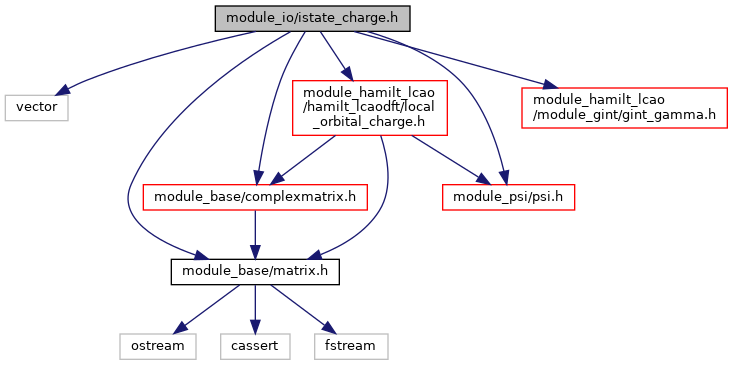 module_io/istate_charge.h
module_hamilt_lcao
/hamilt_lcaodft/local
_orbital_charge.h
vector
module_hamilt_lcao
/module_gint/gint_gamma.h
module_base/complexmatrix.h
module_psi/psi.h
module_base/matrix.h
ostream
cassert
fstream